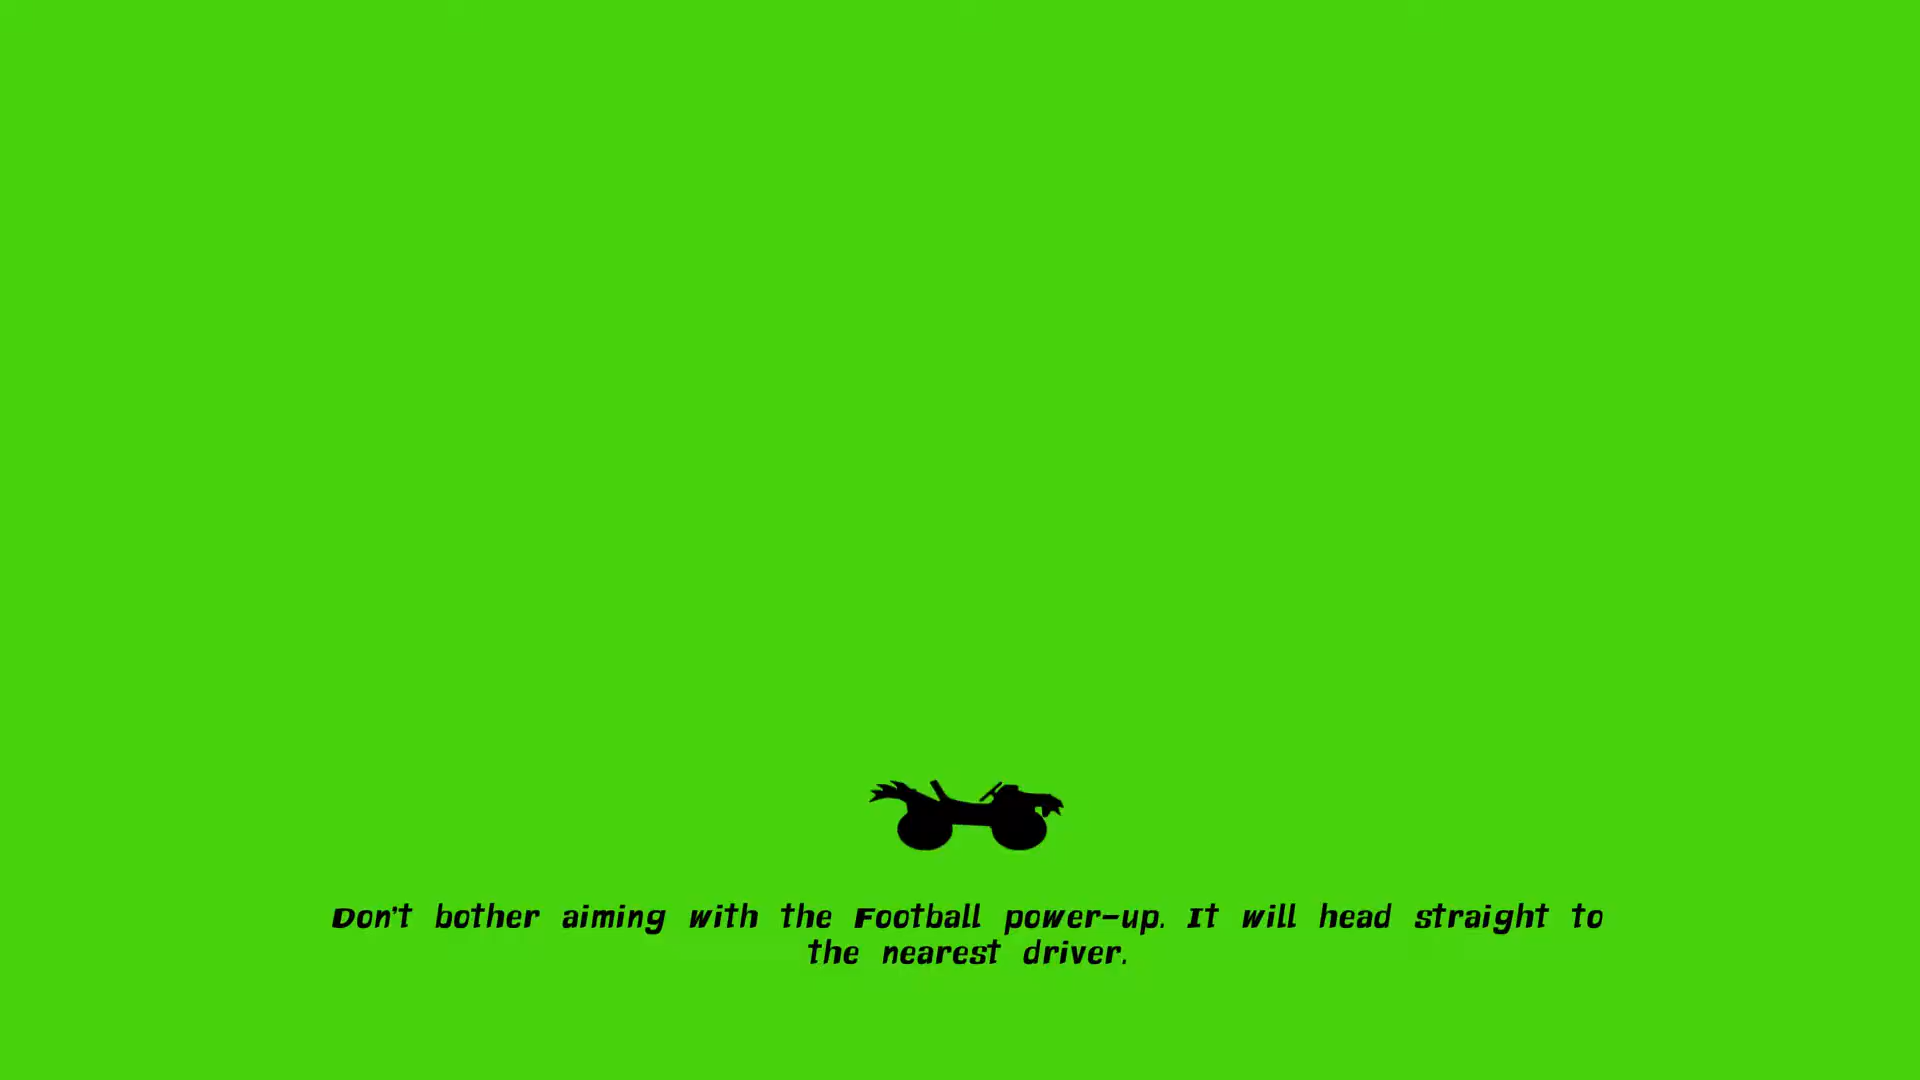 Don't bother aiming with the Football power-up. It will head straight to
the nearest driver.